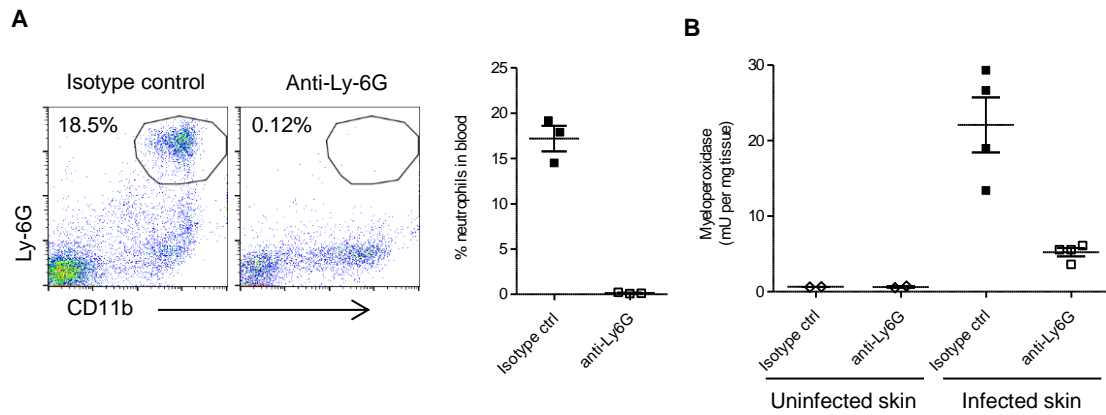 A
Isotype control
Anti-Ly-6G
18.5%
0.12%
Ly-6G
CD11b
25
20
15
10
5
0
% neutrophils in blood
Isotype ctrl
anti-Ly6G
B
30
20
10
0
Myeloperoxidase
(mU per mg tissue)
Isotype ctrl
anti-Ly6G
Isotype ctrl
anti-Ly6G
Uninfected skin
Infected skin